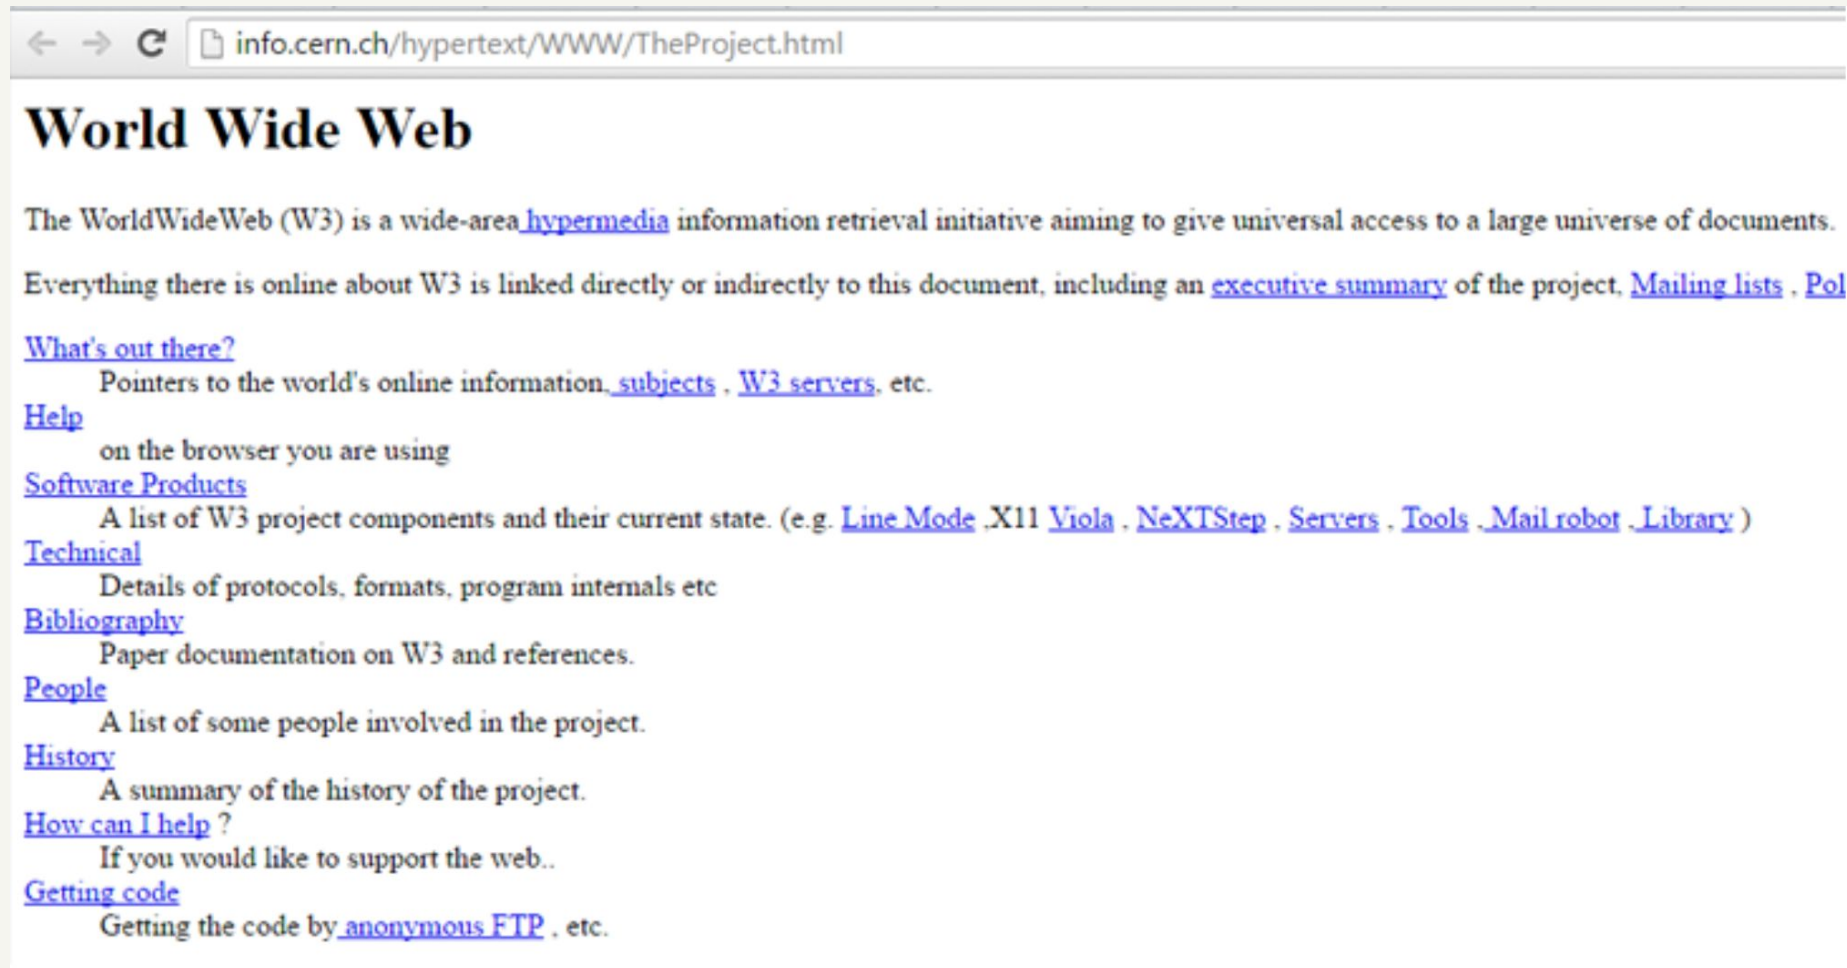 info.cern.ch/hypertext/WWW/TheProject.html
World Wide Web
The WorldWideWeb (W3) is a wide-area hypermedia information retrieval initiative aiming to give universal access to a large universe of documents.
Everything there is online about W3 is linked directly or indirectly to this document, including an executive summary of the project, Mailing lists , Pol
What's out there?
Pointers to the world's online information, subjects , W3 servers, etc.
Help
on the browser you are using
Software Products
A list of W3 project components and their current state. (e.g. Line Mode ,X11 Viola , NeXTStep , Servers , Tools , Mail robot , Library )
Technical
Details of protocols, formats, program internals etc
Bibliography
Paper documentation on W3 and references.
People
A list of some people involved in the project.
History
A summary of the history of the project.
How can I help ?
If you would like to support the web..
Getting code
Getting the code by anonymous FTP , etc.